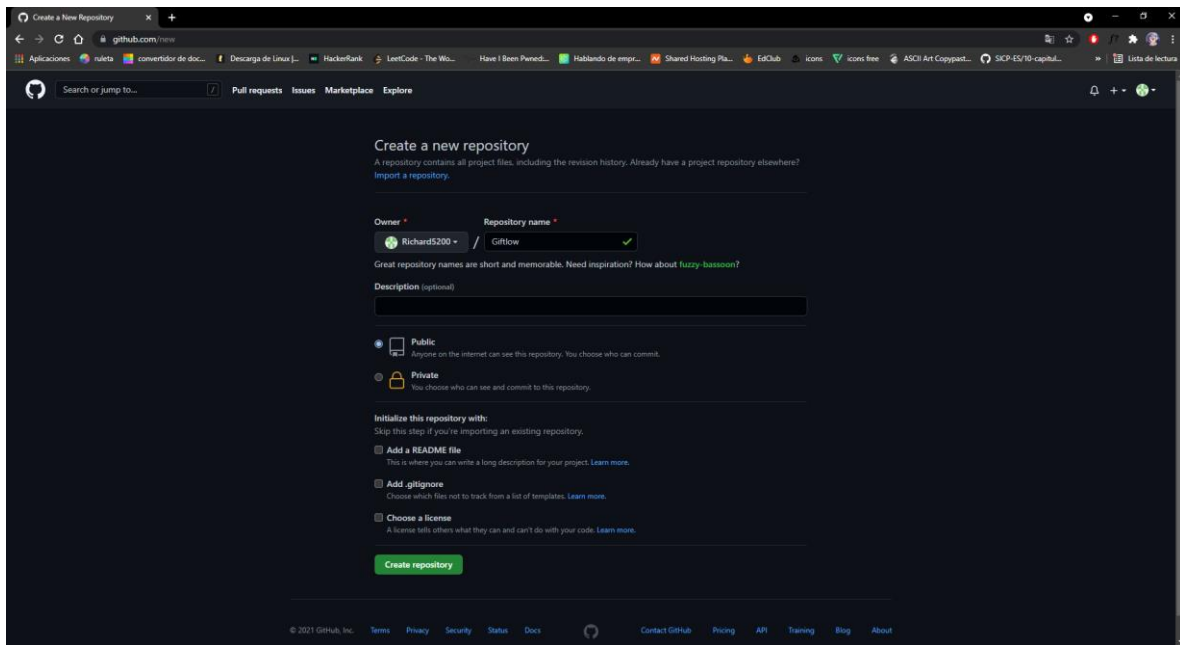 Create a New Repository
github.com/new
Aplicaciones ruleta convertidor de doc... Descarga de Linux |... HackerRank LeetCode - The Wo... Have I Been Pwned:... Hablando de empr... Shared Hosting Pla... EdClub icons icons free ASCII Art Copypast... SICP-ES/10-capitul... » Lista de lectura
Search or jump to... / Pull requests Issues Marketplace Explore
Create a new repository
A repository contains all project files, including the revision history. Already have a project repository elsewhere?
Import a repository.
Owner * Repository name *
Richard5200 / Giftlow
Great repository names are short and memorable. Need inspiration? How about fuzzy-bassoon?
Description (optional)
Public
Anyone on the internet can see this repository. You choose who can commit.
Private
You choose who can see and commit to this repository.
Initialize this repository with:
Skip this step if you're importing an existing repository.
Add a README file
This is where you can write a long description for your project. Learn more.
Add .gitignore
Choose which files not to track from a list of templates. Learn more.
Choose a license
A license tells others what they can and can't do with your code. Learn more.
Create repository
© 2021 GitHub, Inc. Terms Privacy Security Status Docs Contact GitHub Pricing API Training Blog About